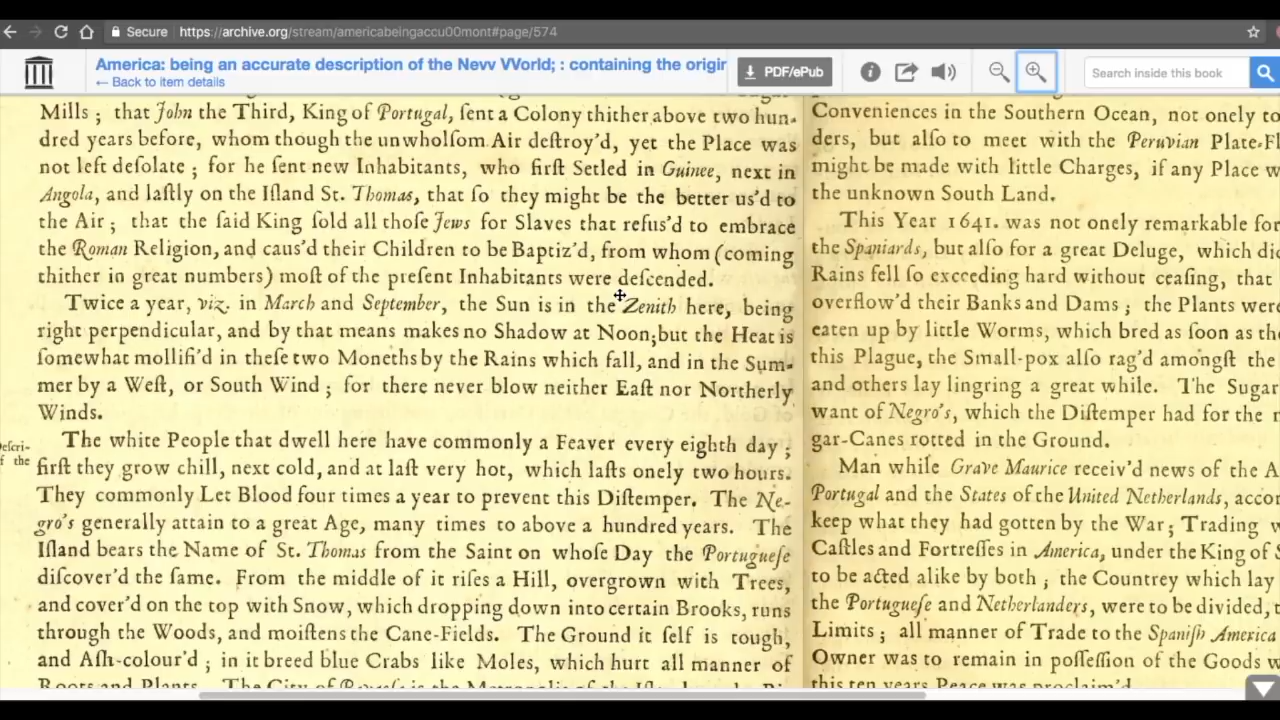 Secure https://archive.org/stream/americabeingaccu00mont#page/574
America: being an accurate description of the Nevv VVorld; : containing the origir
← Back to item details
PDF/ePub
Search inside this book
Mills ; that John the Third, King of Portugal, ſent a Colony thither above two hun-
dred years before, whom though the unwholſom Air deſtroy'd, yet the Place was
not left deſolate ; for he ſent new Inhabitants, who firſt Setled in Guinee, next in
Angola, and laſtly on the Iſland St. Thomas, that ſo they might be the better us'd to
the Air ; that the ſaid King ſold all thoſe Jews for Slaves that refus'd to embrace
the Roman Religion, and caus'd their Children to be Baptiz'd, from whom (coming
thither in great numbers) moſt of the preſent Inhabitants were deſcended.
Twice a year, viz. in March and September, the Sun is in the Zenith here, being
right perpendicular, and by that means makes no Shadow at Noon; but the Heat is
ſomewhat mollifi'd in theſe two Moneths by the Rains which fall, and in the Sum-
mer by a Weſt, or South Wind ; for there never blow neither Eaſt nor Northerly
Winds.
The white People that dwell here have commonly a Feaver every eighth day ;
firſt they grow chill, next cold, and at laſt very hot, which laſts onely two hours.
They commonly Let Blood four times a year to prevent this Diſtemper. The Ne-
gro's generally attain to a great Age, many times to above a hundred years. The
Iſland bears the Name of St. Thomas from the Saint on whoſe Day the Portugueſe
diſcover'd the ſame. From the middle of it riſes a Hill, overgrown with Trees,
and cover'd on the top with Snow, which dropping down into certain Brooks, runs
through the Woods, and moiſtens the Cane-Fields. The Ground it ſelf is tough,
and Aſh-colour'd ; in it breed blue Crabs like Moles, which hurt all manner of
Roots and Plants. The City of is the Metropolis of the
eſcri-
f the
Conveniences in the Southern Ocean, not onely to
ders, but alſo to meet with the Peruvian Plate-Fl
might be made with little Charges, if any Place w
the unknown South Land.
This Year 1641. was not onely remarkable for
the Spaniards, but alſo for a great Deluge, which di
Rains fell ſo exceeding hard without ceaſing, that
overflow'd their Banks and Dams ; the Plants were
eaten up by little Worms, which bred as ſoon as the
this Plague, the Small-pox alſo rag'd amongſt the
and others lay lingring a great while. The Sugar
want of Negro's, which the Diſtemper had for the
gar-Canes rotted in the Ground.
Man while Grave Maurice receiv'd news of the A
Portugal and the States of the United Netherlands, accor
keep what they had gotten by the War; Trading
Caſtles and Fortreſſes in America, under the King of S
to be acted alike by both ; the Countrey which lay
the Portugueſe and Netherlanders, were to be divided, t
Limits ; all manner of Trade to the Spaniſh America
Owner was to remain in poſſeſſion of the Goods w
this ten years Peace was proclaim'd